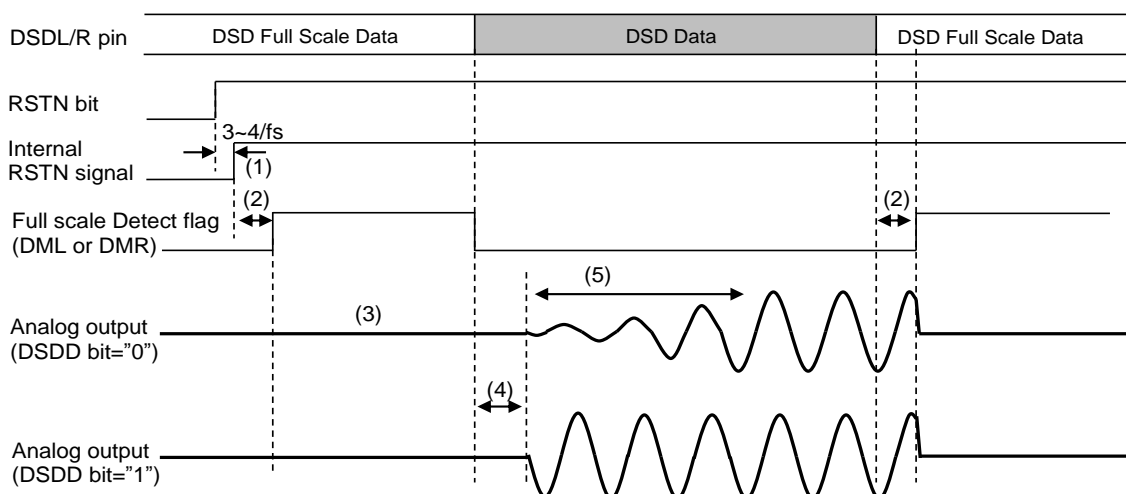 DSDL/R pin
DSD Full Scale Data
DSD Data
DSD Full Scale Data
RSTN bit
3~4/fs
Internal
RSTN signal
(1)
(2)
(2)
Full scale Detect flag
(DML or DMR)
(5)
(3)
Analog output
(DSDD bit=”0”)
(4)
Analog output
(DSDD bit=”1”)